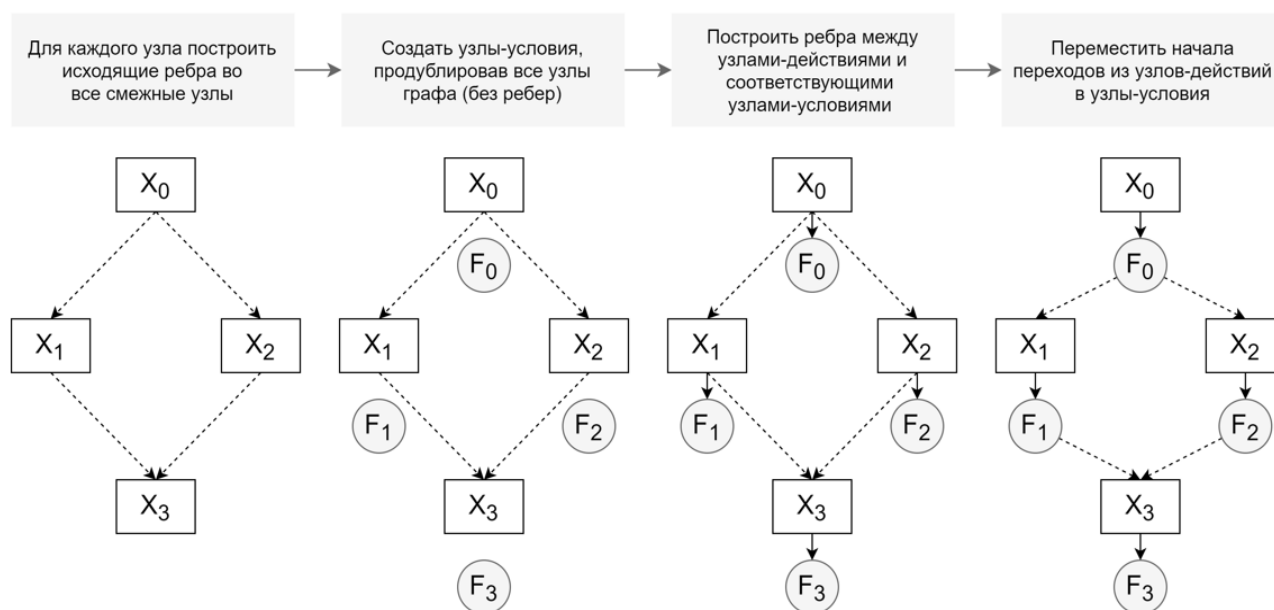 Для каждого узла построить
исходящие ребра во
все смежные узлы
Создать узлы-условия,
продублировав все узлы
графа (без ребер)
Построить ребра между
узлами-действиями и
соответствующими
узлами-условиями
Переместить начала
переходов из узлов-действий
в узлы-условия
X0
X1
X2
X3
X0
F0
X1
X2
F1
F2
X3
F3
X0
F0
X1
X2
F1
F2
X3
F3
X0
F0
X1
X2
F1
F2
X3
F3